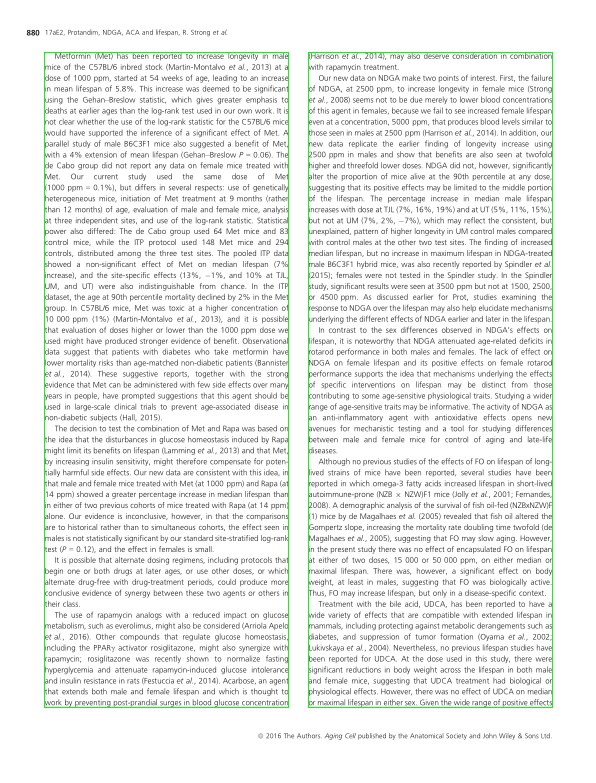 880 17aE2, Protandim, NDGA, ACA and lifespan, R. Strong et al.
Metformin (Met) has been reported to increase longevity in male
mice of the C57BL/6 inbred stock (Martin-Montalvo et al., 2013) at a
dose of 1000 ppm, started at 54 weeks of age, leading to an increase
in mean lifespan of 5.8%. This increase was deemed to be significant
using the Gehan–Breslow statistic, which gives greater emphasis to
deaths at earlier ages than the log-rank test used in our own work. It is
not clear whether the use of the log-rank statistic for the C57BL/6 mice
would have supported the inference of a significant effect of Met. A
parallel study of male B6C3F1 mice also suggested a benefit of Met,
with a 4% extension of mean lifespan (Gehan–Breslow P = 0.06). The
de Cabo group did not report any data on female mice treated with
Met. Our current study used the same dose of Met
(1000 ppm = 0.1%), but differs in several respects: use of genetically
heterogeneous mice, initiation of Met treatment at 9 months (rather
than 12 months) of age, evaluation of male and female mice, analysis
at three independent sites, and use of the log-rank statistic. Statistical
power also differed: The de Cabo group used 64 Met mice and 83
control mice, while the ITP protocol used 148 Met mice and 294
controls, distributed among the three test sites. The pooled ITP data
showed a non-significant effect of Met on median lifespan (7%
increase), and the site-specific effects (13%, −1%, and 10% at TJL,
UM, and UT) were also indistinguishable from chance. In the ITP
dataset, the age at 90th percentile mortality declined by 2% in the Met
group. In C57BL/6 mice, Met was toxic at a higher concentration of
10 000 ppm (1%) (Martin-Montalvo et al., 2013), and it is possible
that evaluation of doses higher or lower than the 1000 ppm dose we
used might have produced stronger evidence of benefit. Observational
data suggest that patients with diabetes who take metformin have
lower mortality risks than age-matched non-diabetic patients (Bannister
et al., 2014). These suggestive reports, together with the strong
evidence that Met can be administered with few side effects over many
years in people, have prompted suggestions that this agent should be
used in large-scale clinical trials to prevent age-associated disease in
non-diabetic subjects (Hall, 2015).
The decision to test the combination of Met and Rapa was based on
the idea that the disturbances in glucose homeostasis induced by Rapa
might limit its benefits on lifespan (Lamming et al., 2013) and that Met,
by increasing insulin sensitivity, might therefore compensate for poten-
tially harmful side effects. Our new data are consistent with this idea, in
that male and female mice treated with Met (at 1000 ppm) and Rapa (at
14 ppm) showed a greater percentage increase in median lifespan than
in either of two previous cohorts of mice treated with Rapa (at 14 ppm)
alone. Our evidence is inconclusive, however, in that the comparisons
are to historical rather than to simultaneous cohorts, the effect seen in
males is not statistically significant by our standard site-stratified log-rank
test (P = 0.12), and the effect in females is small.
It is possible that alternate dosing regimens, including protocols that
begin one or both drugs at later ages, or use other doses, or which
alternate drug-free with drug-treatment periods, could produce more
conclusive evidence of synergy between these two agents or others in
their class.
The use of rapamycin analogs with a reduced impact on glucose
metabolism, such as everolimus, might also be considered (Arriola Apelo
et al., 2016). Other compounds that regulate glucose homeostasis,
including the PPARγ activator rosiglitazone, might also synergize with
rapamycin; rosiglitazone was recently shown to normalize fasting
hyperglycemia and attenuate rapamycin-induced glucose intolerance
and insulin resistance in rats (Festuccia et al., 2014). Acarbose, an agent
that extends both male and female lifespan and which is thought to
work by preventing post-prandial surges in blood glucose concentration
(Harrison et al., 2014), may also deserve consideration in combination
with rapamycin treatment.
Our new data on NDGA make two points of interest. First, the failure
of NDGA, at 2500 ppm, to increase longevity in female mice (Strong
et al., 2008) seems not to be due merely to lower blood concentrations
of this agent in females, because we fail to see increased female lifespan
even at a concentration, 5000 ppm, that produces blood levels similar to
those seen in males at 2500 ppm (Harrison et al., 2014). In addition, our
new data replicate the earlier finding of longevity increase using
2500 ppm in males and show that benefits are also seen at twofold
higher and threefold lower doses. NDGA did not, however, significantly
alter the proportion of mice alive at the 90th percentile at any dose,
suggesting that its positive effects may be limited to the middle portion
of the lifespan. The percentage increase in median male lifespan
increases with dose at TJL (7%, 16%, 19%) and at UT (5%, 11%, 15%),
but not at UM (7%, 2%, −7%), which may reflect the consistent, but
unexplained, pattern of higher longevity in UM control males compared
with control males at the other two test sites. The finding of increased
median lifespan, but no increase in maximum lifespan in NDGA-treated
male B6C3F1 hybrid mice, was also recently reported by Spindler et al.
(2015); females were not tested in the Spindler study. In the Spindler
study, significant results were seen at 3500 ppm but not at 1500, 2500,
or 4500 ppm. As discussed earlier for Prot, studies examining the
response to NDGA over the lifespan may also help elucidate mechanisms
underlying the different effects of NDGA earlier and later in the lifespan.
In contrast to the sex differences observed in NDGA's effects on
lifespan, it is noteworthy that NDGA attenuated age-related deficits in
rotarod performance in both males and females. The lack of effect on
NDGA on female lifespan and its positive effects on female rotarod
performance supports the idea that mechanisms underlying the effects
of specific interventions on lifespan may be distinct from those
contributing to some age-sensitive physiological traits. Studying a wider
range of age-sensitive traits may be informative. The activity of NDGA as
an anti-inflammatory agent with antioxidative effects opens new
avenues for mechanistic testing and a tool for studying differences
between male and female mice for control of aging and late-life
diseases.
Although no previous studies of the effects of FO on lifespan of long-
lived strains of mice have been reported, several studies have been
reported in which omega-3 fatty acids increased lifespan in short-lived
autoimmune-prone (NZB × NZW)F1 mice (Jolly et al., 2001; Fernandes,
2008). A demographic analysis of the survival of fish oil-fed (NZBxNZW)F
(1) mice by de Magalhaes et al. (2005) revealed that fish oil altered the
Gompertz slope, increasing the mortality rate doubling time twofold (de
Magalhaes et al., 2005), suggesting that FO may slow aging. However,
in the present study there was no effect of encapsulated FO on lifespan
at either of two doses, 15 000 or 50 000 ppm, on either median or
maximal lifespan. There was, however, a significant effect on body
weight, at least in males, suggesting that FO was biologically active.
Thus, FO may increase lifespan, but only in a disease-specific context.
Treatment with the bile acid, UDCA, has been reported to have a
wide variety of effects that are compatible with extended lifespan in
mammals, including protecting against metabolic derangements such as
diabetes, and suppression of tumor formation (Oyama et al., 2002;
Lukivskaya et al., 2004). Nevertheless, no previous lifespan studies have
been reported for UDCA. At the dose used in this study, there were
significant reductions in body weight across the lifespan in both male
and female mice, suggesting that UDCA treatment had biological or
physiological effects. However, there was no effect of UDCA on median
or maximal lifespan in either sex. Given the wide range of positive effects
© 2016 The Authors. Aging Cell published by the Anatomical Society and John Wiley & Sons Ltd.